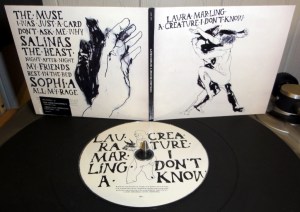 THE: MUSE
I WAS: JUST A: CARD
DON'T: ASK: ME: WHY
SALINAS
THE: BEAST.
NIGHT: AFTER: NIGHT
MY: FRIENDS
REST: OF: THE: BED
SOPHIA
ALL: MY: RAGE
LAURA MARLING
A: CREATURE: I DON'T: KNOW.
LAU
RA
MAR
LING
A.
CREA
TURE:
I
DON'T
KNOW